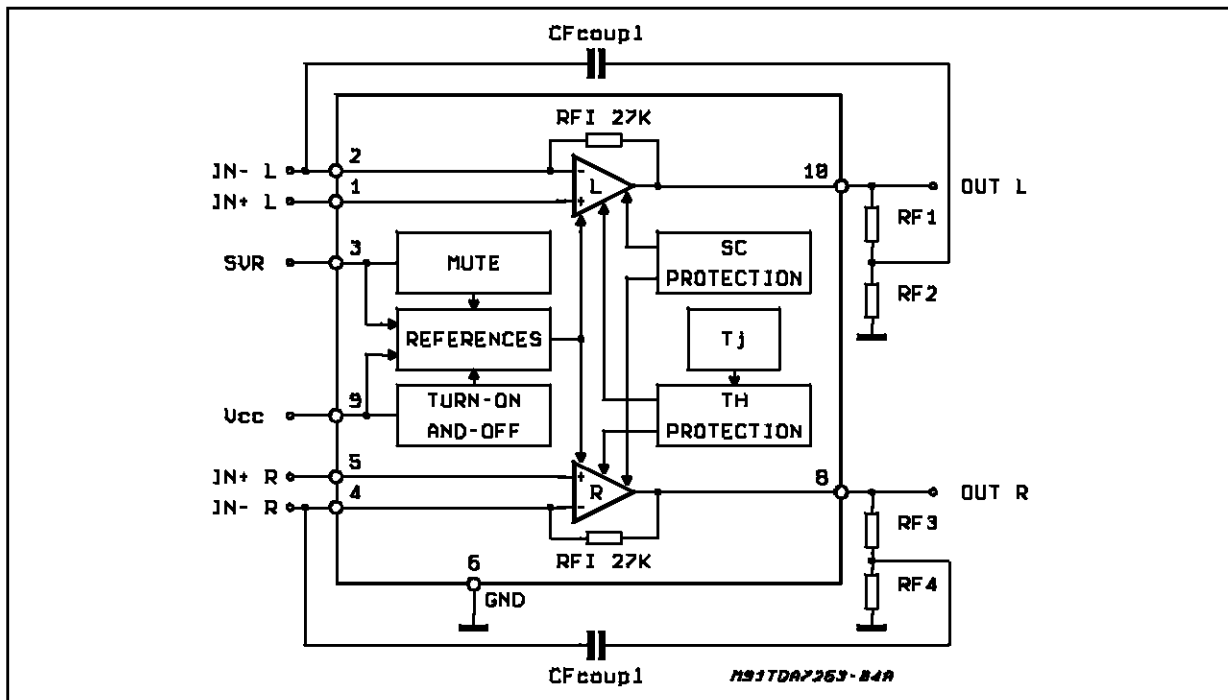 CFcoupl
RFI 27K
IN- L
2
L
10
OUT L
IN+ L
1
RF1
SVR
3
MUTE
SC
PROTECTION
RF2
REFERENCES
Tj
Vcc
9
TURN-ON
AND-OFF
TH
PROTECTION
IN+ R
5
IN- R
4
R
8
OUT R
RF3
RFI 27K
6
GND
RF4
CFcoupl
M91TDA7263-04A